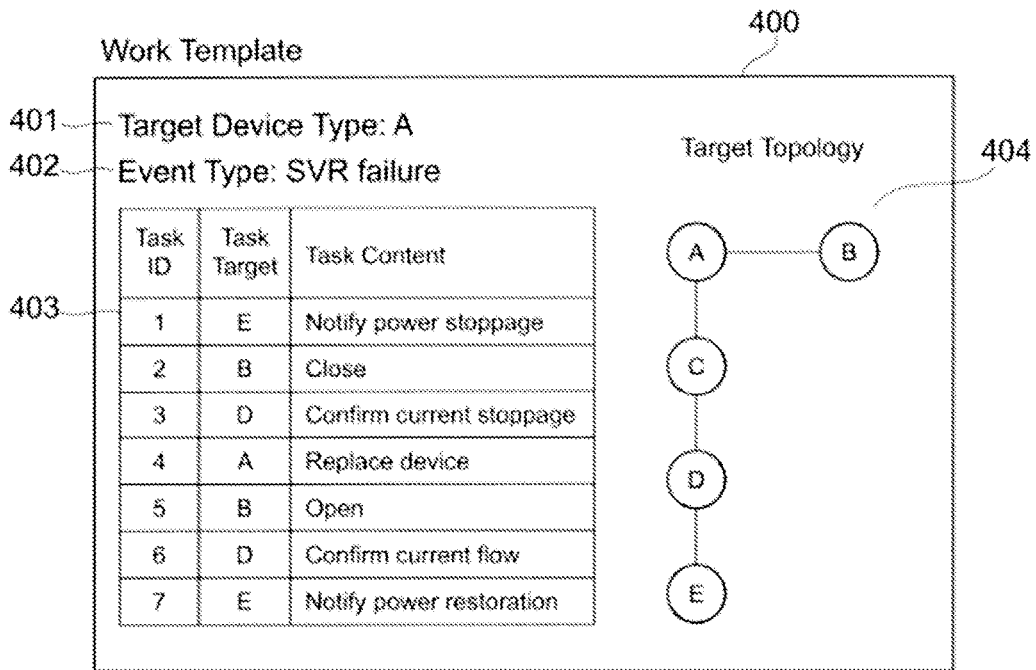 400
Work Template
401 Target Device Type: A
402 Event Type: SVR failure
Target Topology
404
403
Task ID Task Target Task Content
1 E Notify power stoppage
2 B Close
3 D Confirm current stoppage
4 A Replace device
5 B Open
6 D Confirm current flow
7 E Notify power restoration
A B
C
D
E